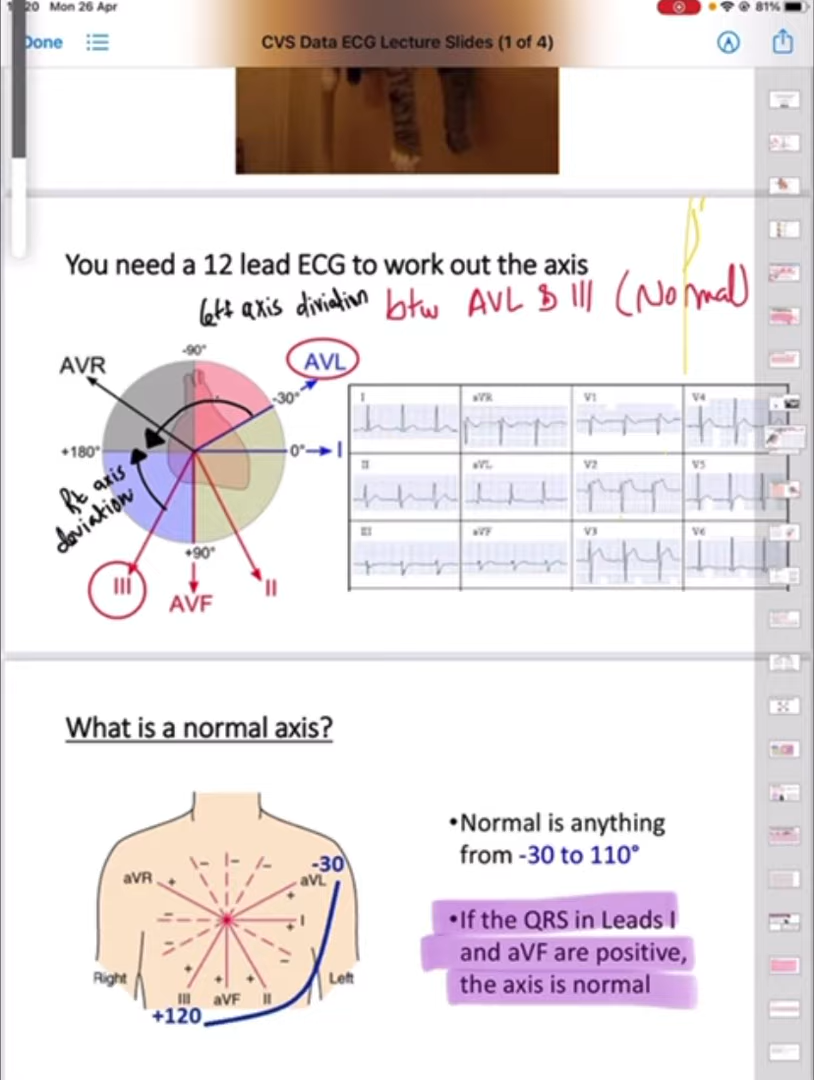 20 Mon 26 Apr
81%
Done
CVS Data ECG Lecture Slides (1 of 4)
You need a 12 lead ECG to work out the axis
left axis diviation btw AVL & III (Normal)
-90°
AVR
AVL
-30°
+180°
0°
I
Rt axis
deviation
+90°
III
AVF
II
I
aVR
V1
V4
II
aVL
V2
V5
III
aVF
V3
V6
What is a normal axis?
-30
aVR
+
aVL
+
I
+
Right
Left
+
+
+
III
aVF
II
+120
•Normal is anything
from -30 to 110°
•If the QRS in Leads I
and aVF are positive,
the axis is normal